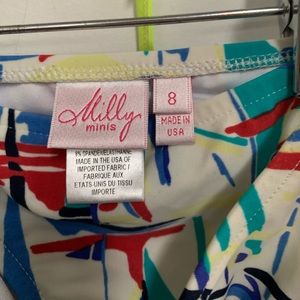 Milly
minis
8
MADE IN
USA
9% SPANDEX/ELASTHANNE
MADE IN THE USA OF
IMPORTED FABRIC /
FABRIQUE AUX
ETATS UNIS DU TISSU
IMPORTE